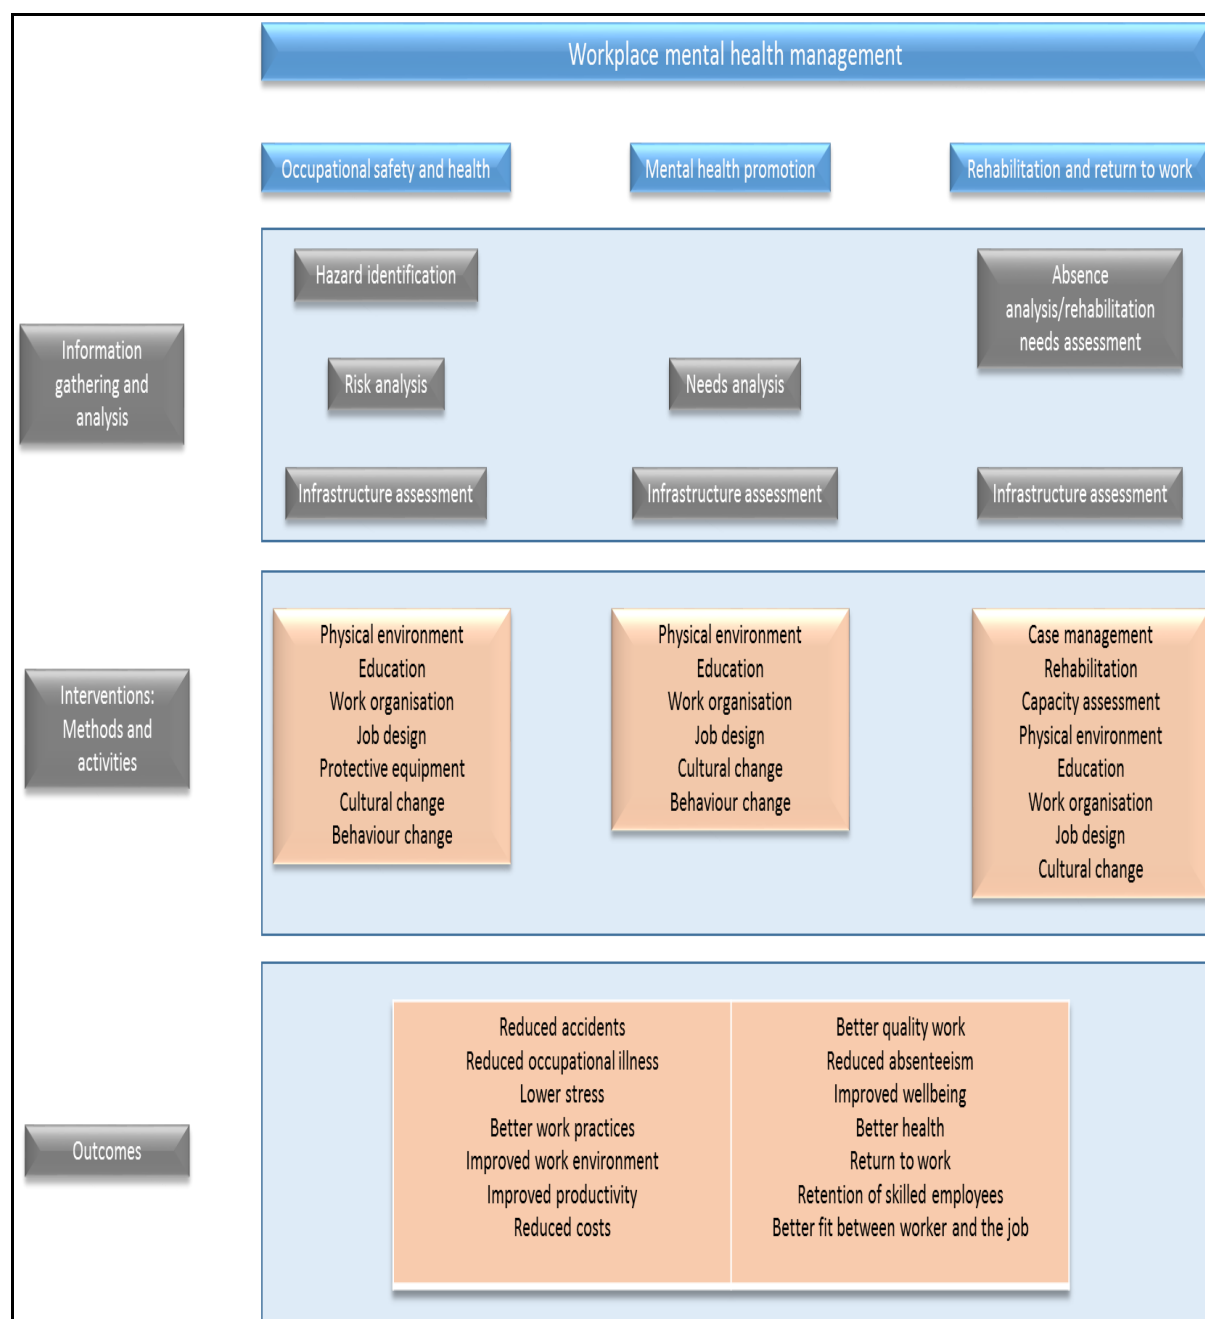 Workplace mental health management
Occupational safety and health
Mental health promotion
Rehabilitation and return to work
Information
gathering and
analysis
Hazard identification
Risk analysis
Infrastructure assessment
Needs analysis
Infrastructure assessment
Absence
analysis/rehabilitation
needs assessment
Infrastructure assessment
Interventions:
Methods and
activities
Physical environment
Education
Work organisation
Job design
Protective equipment
Cultural change
Behaviour change
Physical environment
Education
Work organisation
Job design
Cultural change
Behaviour change
Case management
Rehabilitation
Capacity assessment
Physical environment
Education
Work organisation
Job design
Cultural change
Outcomes
Reduced accidents
Reduced occupational illness
Lower stress
Better work practices
Improved work environment
Improved productivity
Reduced costs
Better quality work
Reduced absenteeism
Improved wellbeing
Better health
Return to work
Retention of skilled employees
Better fit between worker and the job